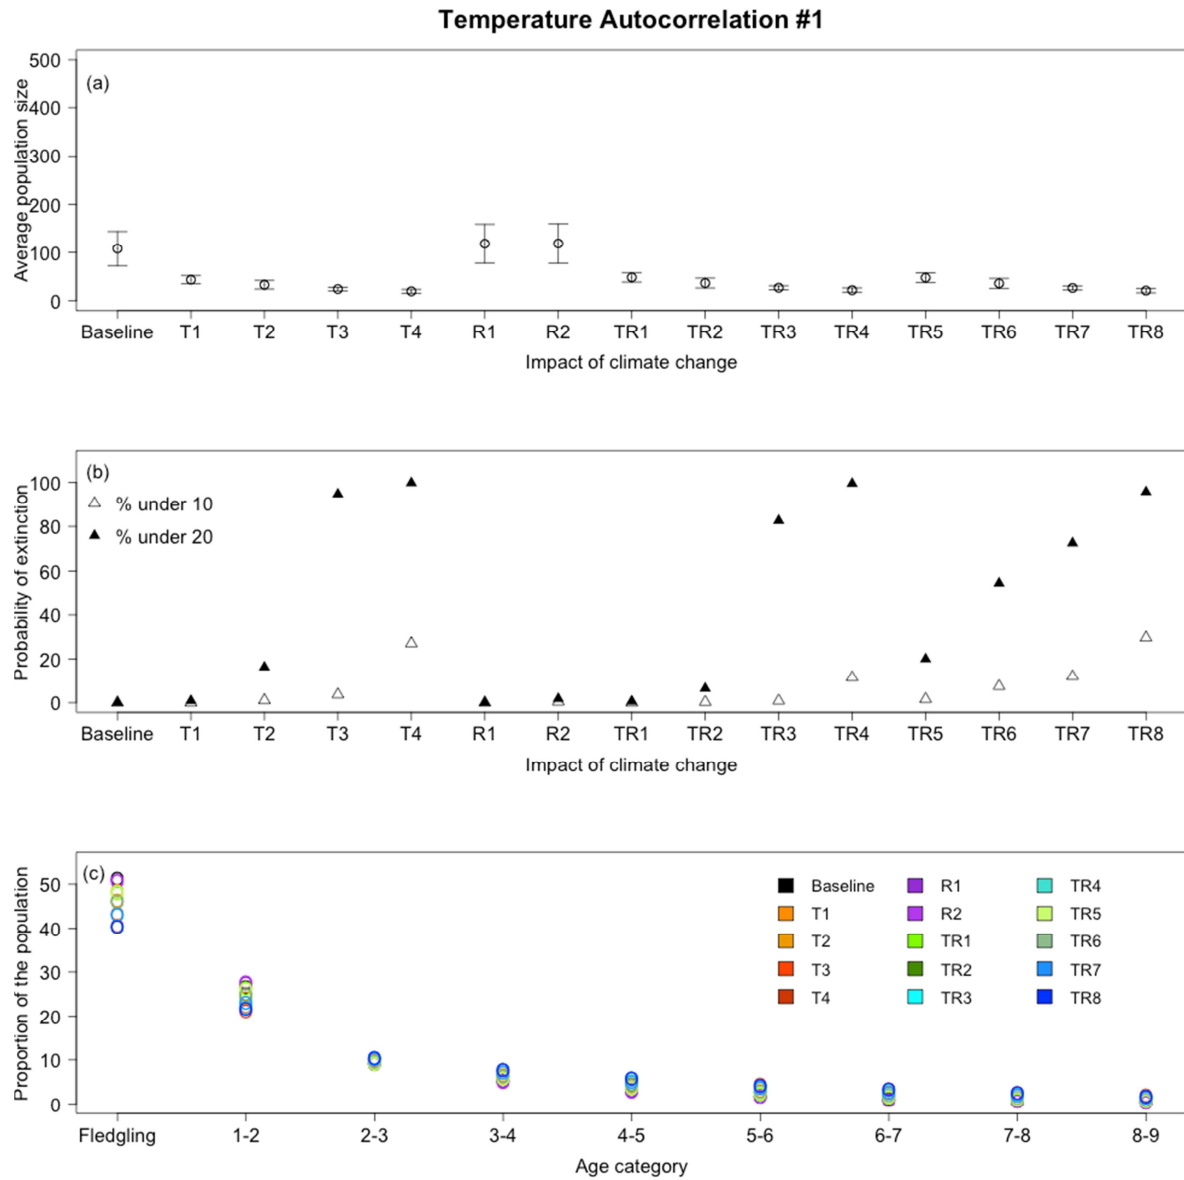 Temperature Autocorrelation #1
(a)
Average population size
500
400
300
200
100
0
Baseline T1 T2 T3 T4 R1 R2 TR1 TR2 TR3 TR4 TR5 TR6 TR7 TR8
Impact of climate change
(b)
% under 10
% under 20
Probability of extinction
100
80
60
40
20
0
Baseline T1 T2 T3 T4 R1 R2 TR1 TR2 TR3 TR4 TR5 TR6 TR7 TR8
Impact of climate change
(c)
Proportion of the population
50
40
30
20
10
0
Baseline R1 TR4
T1 R2 TR5
T2 TR1 TR6
T3 TR2 TR7
T4 TR3 TR8
Fledgling 1-2 2-3 3-4 4-5 5-6 6-7 7-8 8-9
Age category